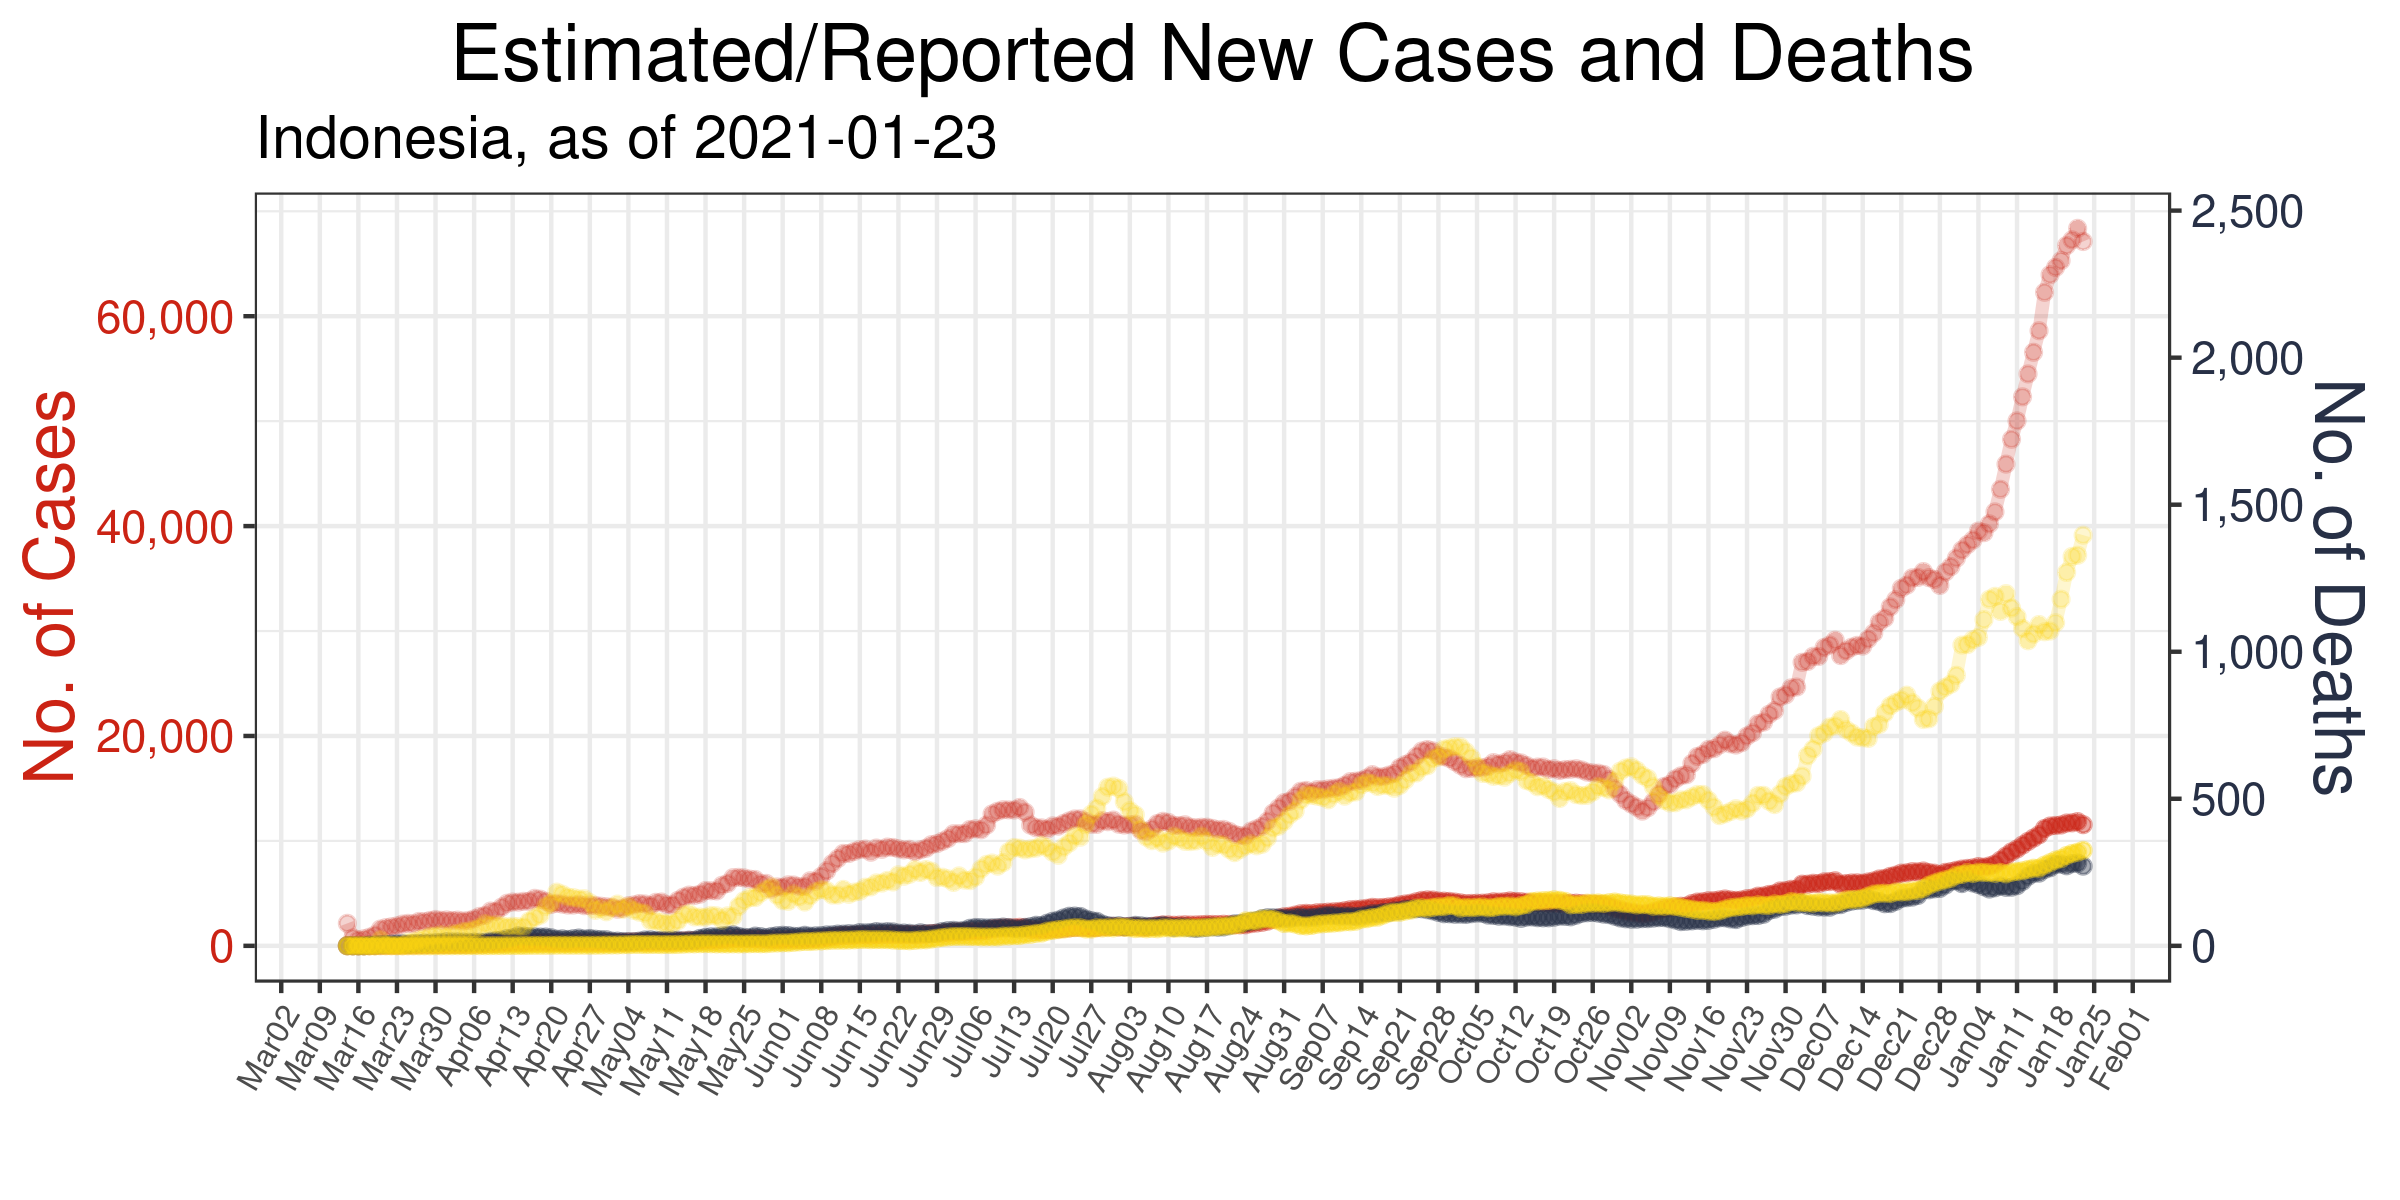 Estimated/Reported New Cases and Deaths
Indonesia, as of 2021-01-23
No. of Cases
60,000
40,000
20,000
0
2,500
2,000
1,500
1,000
500
0
No. of Deaths
Mar02
Mar09
Mar16
Mar23
Mar30
Apr06
Apr13
Apr20
Apr27
May04
May11
May18
May25
Jun01
Jun08
Jun15
Jun22
Jun29
Jul06
Jul13
Jul20
Jul27
Aug03
Aug10
Aug17
Aug24
Aug31
Sep07
Sep14
Sep21
Sep28
Oct05
Oct12
Oct19
Oct26
Nov02
Nov09
Nov16
Nov23
Nov30
Dec07
Dec14
Dec21
Dec28
Jan04
Jan11
Jan18
Jan25
Feb01